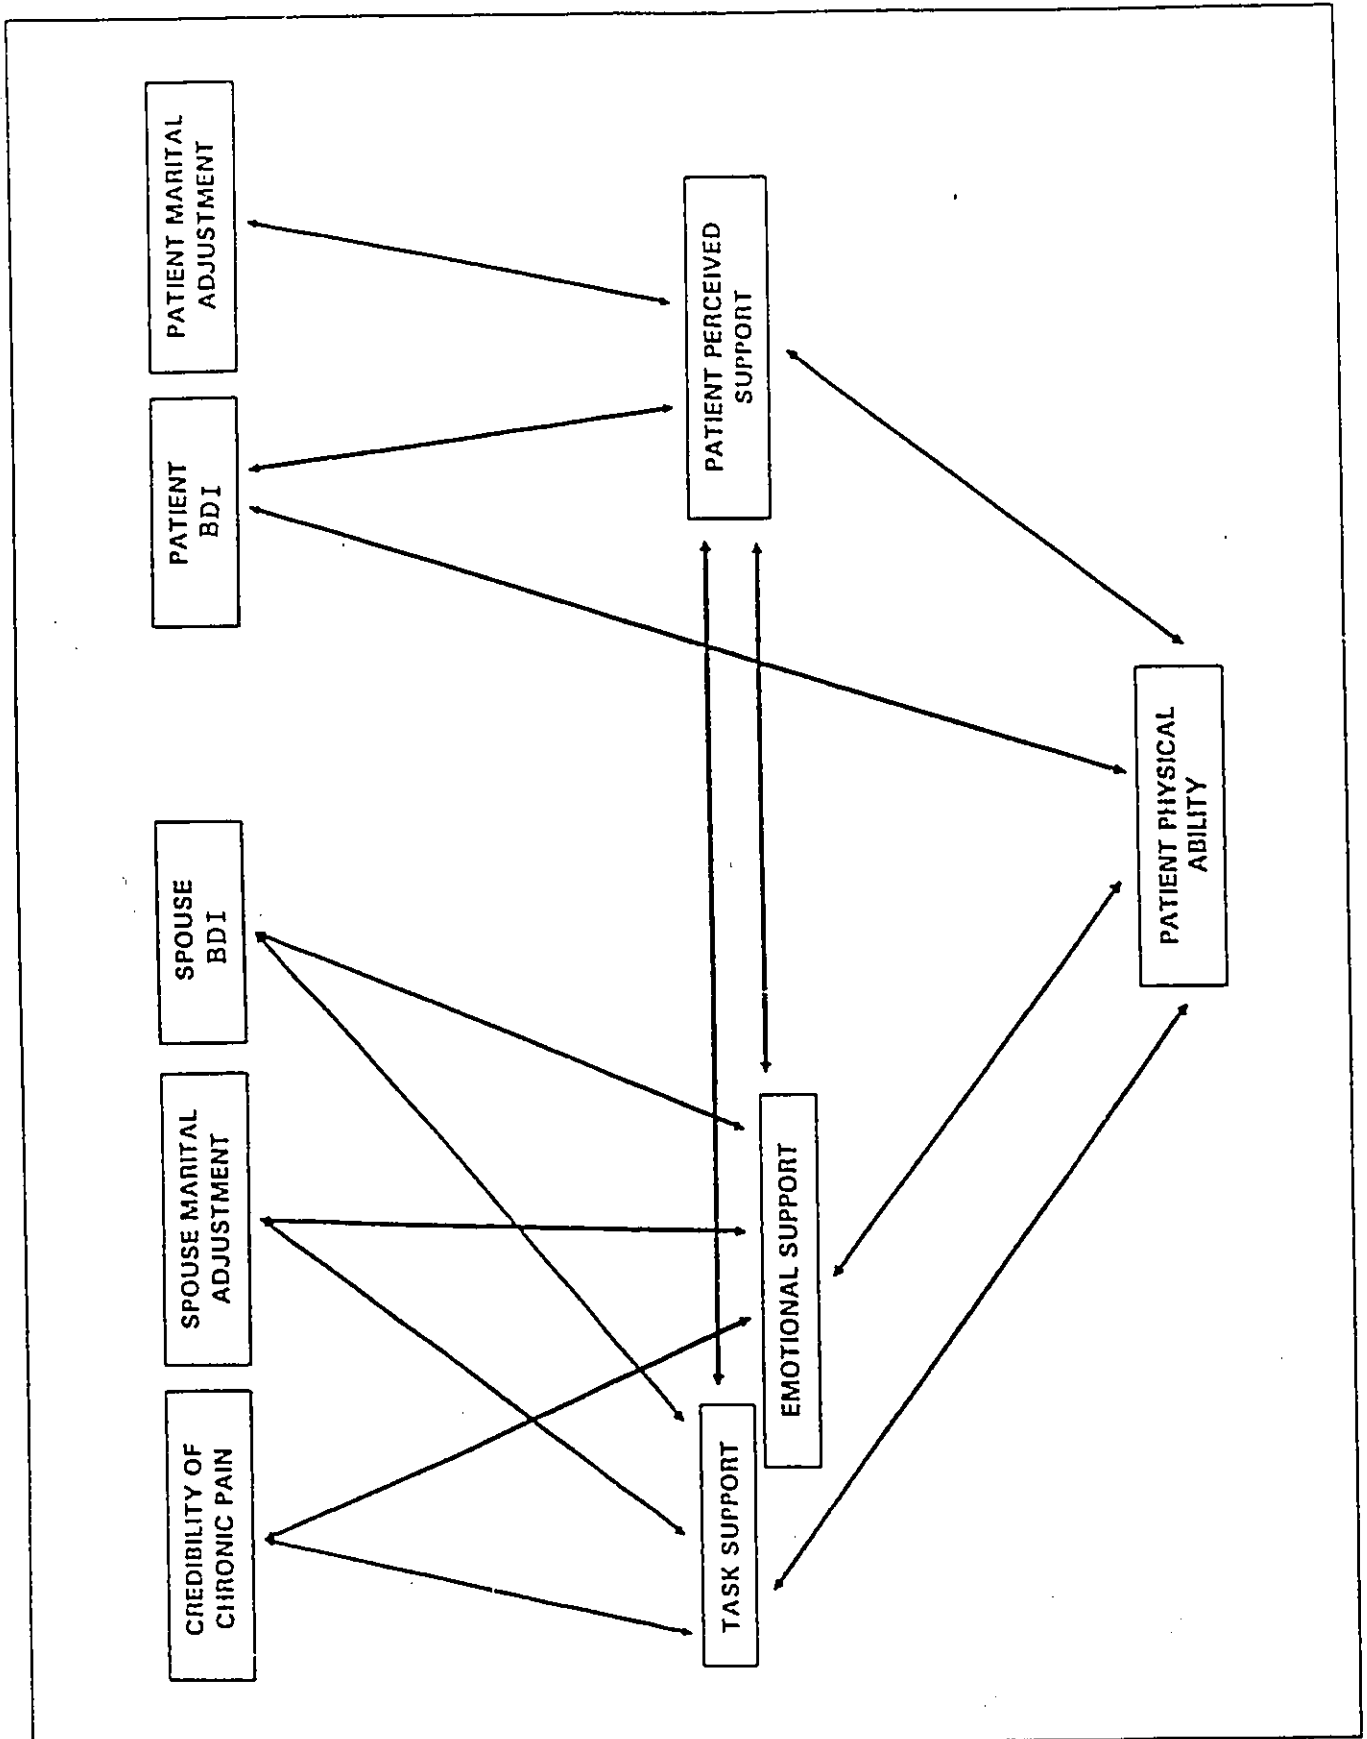 CREDIBILITY OF
CHRONIC PAIN
SPOUSE MARITAL
ADJUSTMENT
SPOUSE
BDI
PATIENT
BDI
PATIENT MARITAL
ADJUSTMENT
TASK SUPPORT
EMOTIONAL SUPPORT
PATIENT PERCEIVED
SUPPORT
PATIENT PHYSICAL
ABILITY